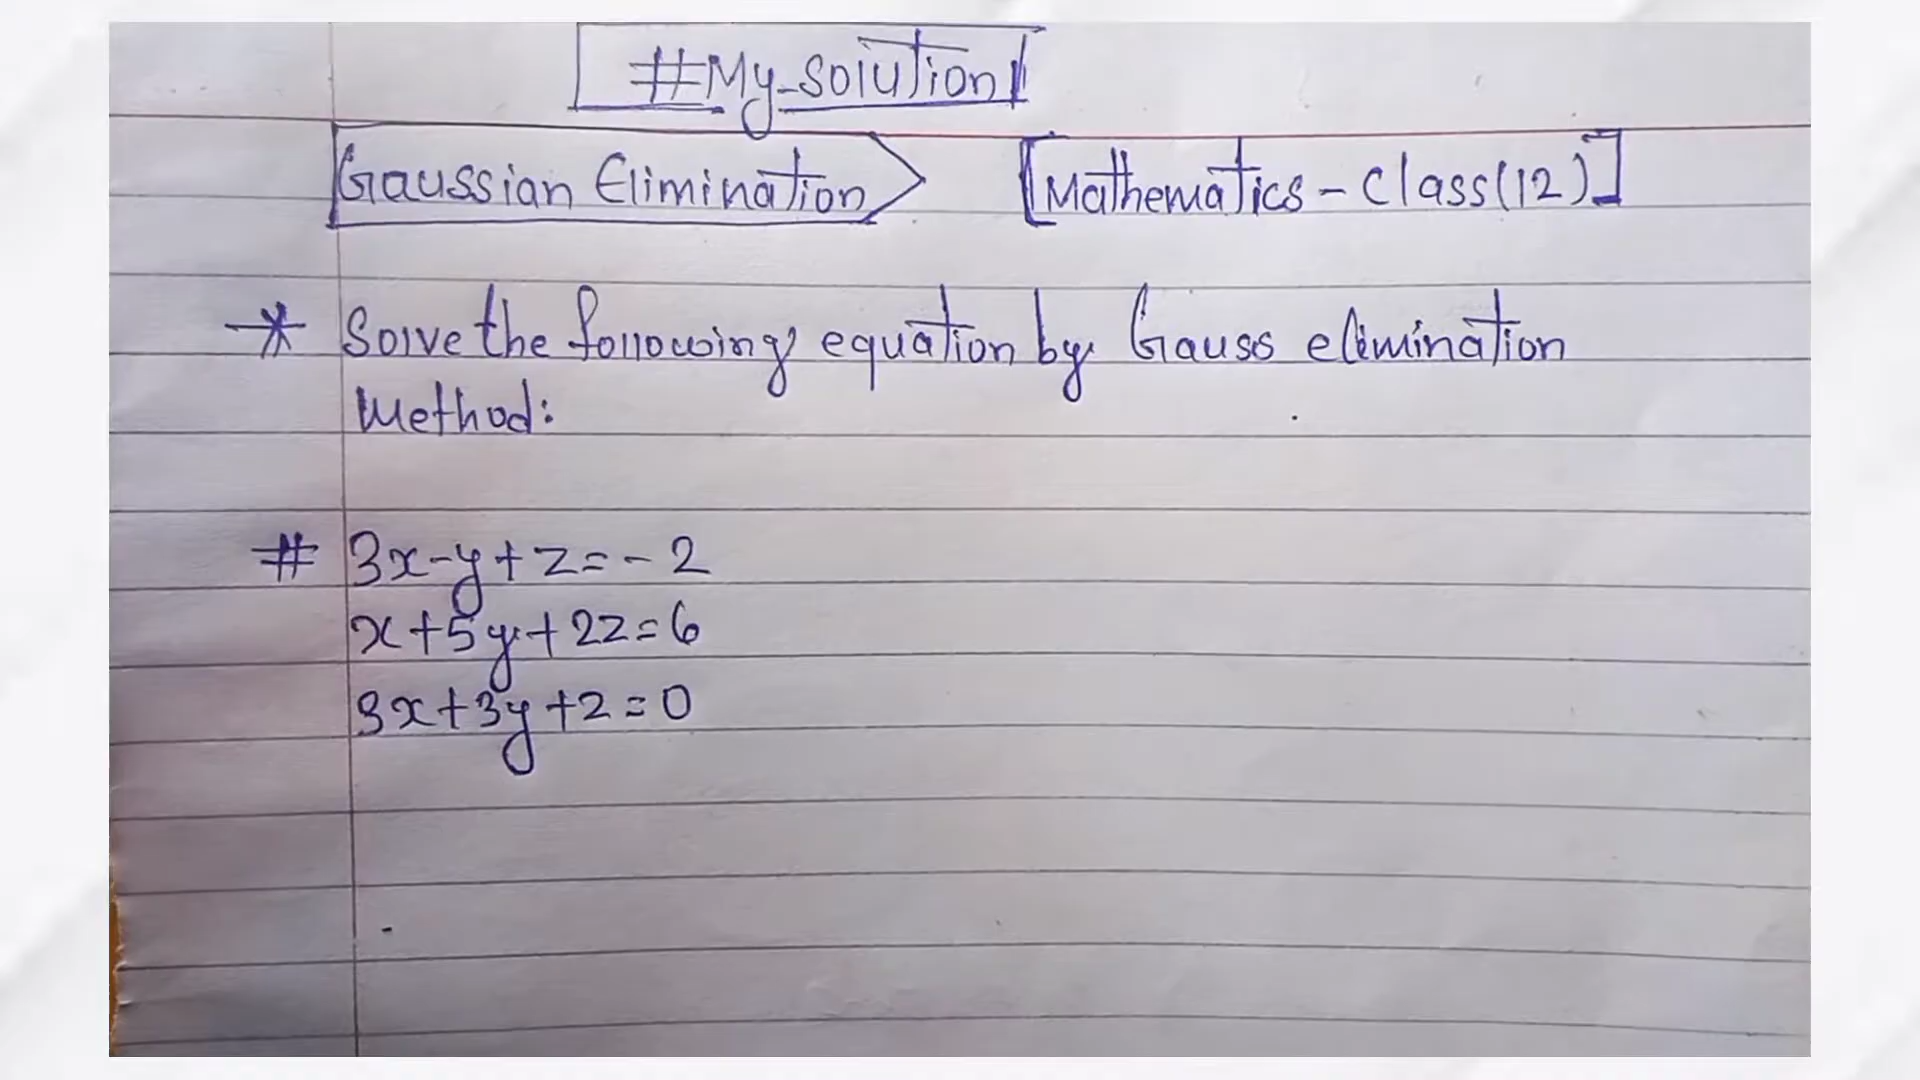 #My-solution
Gaussian Elimination
[Mathematics - Class(12)]
* Solve the following equation by Gauss elimination
Method:
# 3x-y+z=-2
x+5y+2z=6
3x+3y+z=0